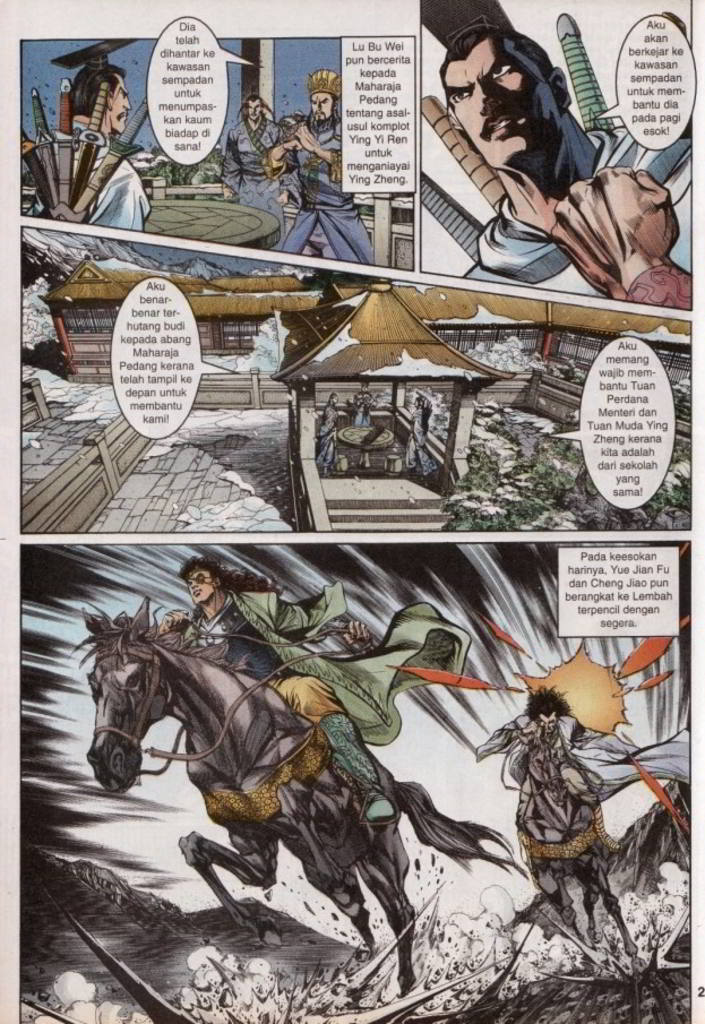 Dia
telah
dihantar ke
kawasan
sempadan
untuk
menumpas-
kan kaum
biadap di
sana!
Lu Bu Wei
pun bercerita
kepada
Maharaja
Pedang
tentang asal-
usul komplot
Ying Yi Ren
untuk
menganiayai
Ying Zheng.
Aku
akan
berkejar ke
kawasan
sempadan
untuk mem-
bantu dia
pada pagi
esok!
Aku
benar-
benar ter-
hutang budi
kepada abang
Maharaja
Pedang kerana
telah tampil ke
depan untuk
membantu
kami!
Aku
memang
wajib mem-
bantu Tuan
Perdana
Menteri dan
Tuan Muda Ying
Zheng kerana
kita adalah
dari sekolah
yang
sama!
Pada keesokan
harinya, Yue Jian Fu
dan Cheng Jiao pun
berangkat ke Lembah
terpencil dengan
segera.
2